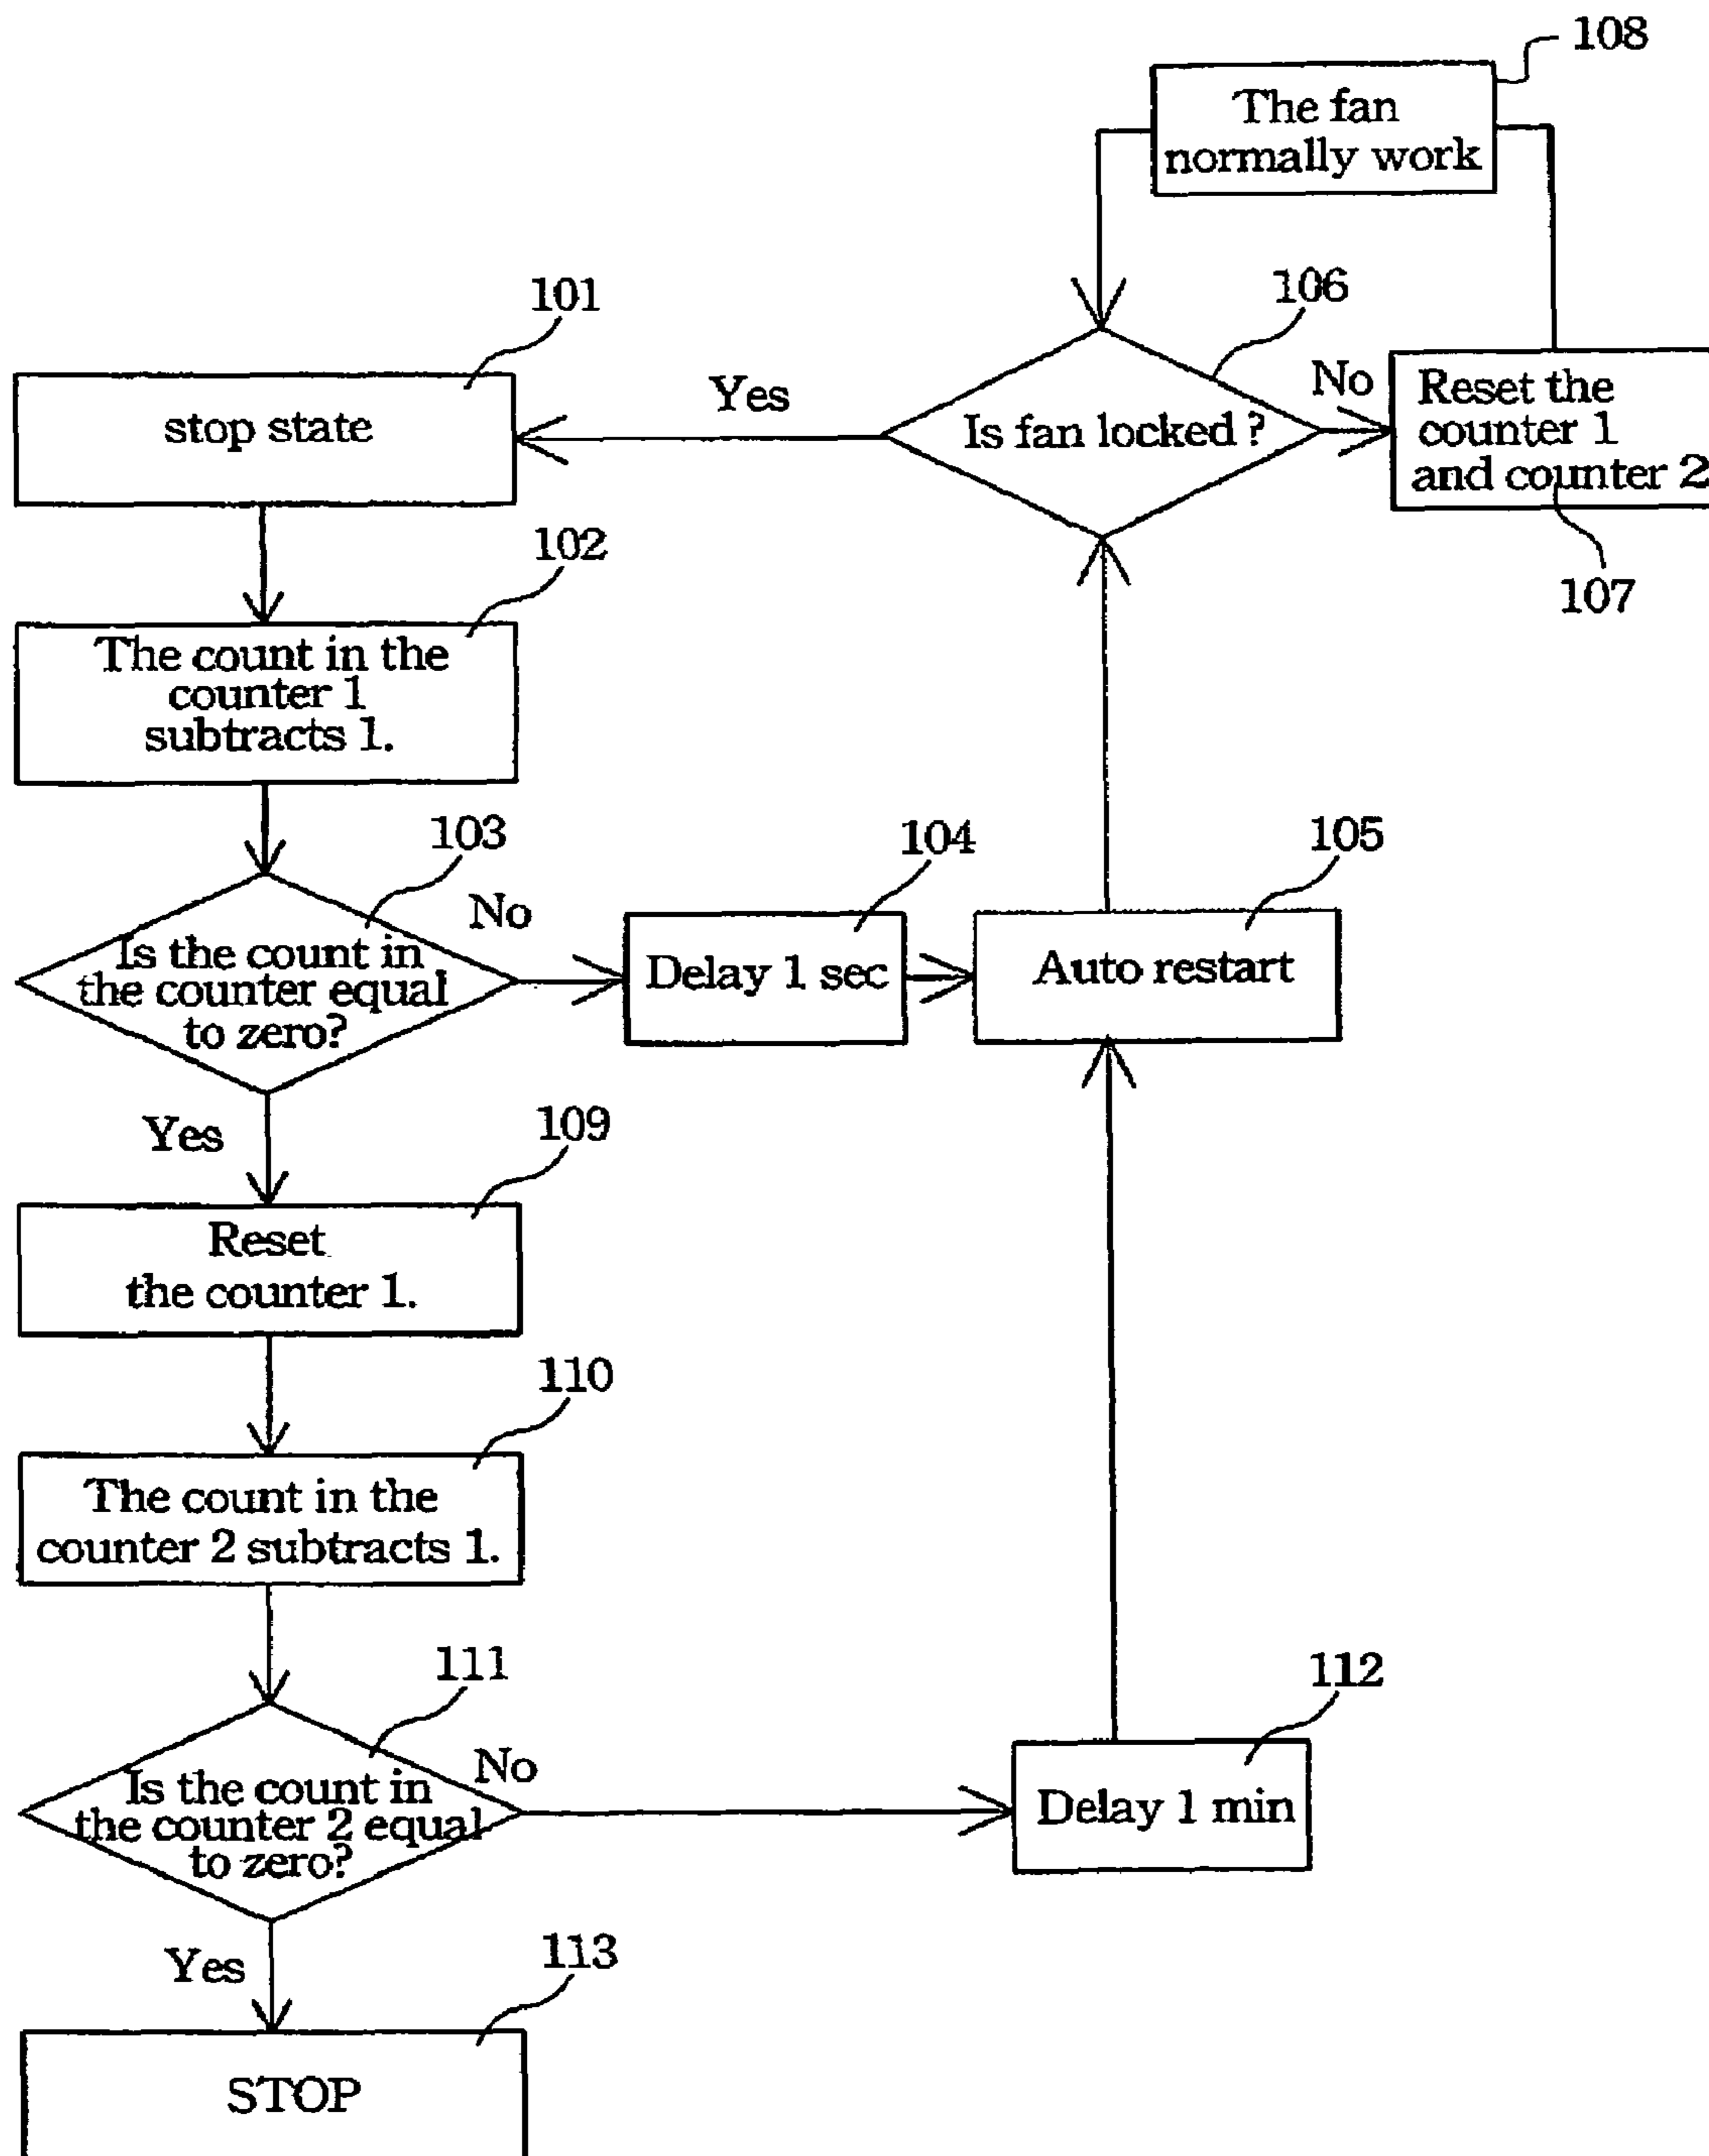 108
The fan
normally work
101
106
stop state
Yes
Is fan locked ?
No
Reset the
counter 1
and counter 2
107
102
The count in the
counter 1
subtracts 1.
103
Is the count in
the counter equal
to zero?
No
104
Delay 1 sec
105
Auto restart
Yes
109
Reset
the counter 1.
110
The count in the
counter 2 subtracts 1.
111
Is the count in
the counter 2 equal
to zero?
No
112
Delay 1 min
Yes
113
STOP